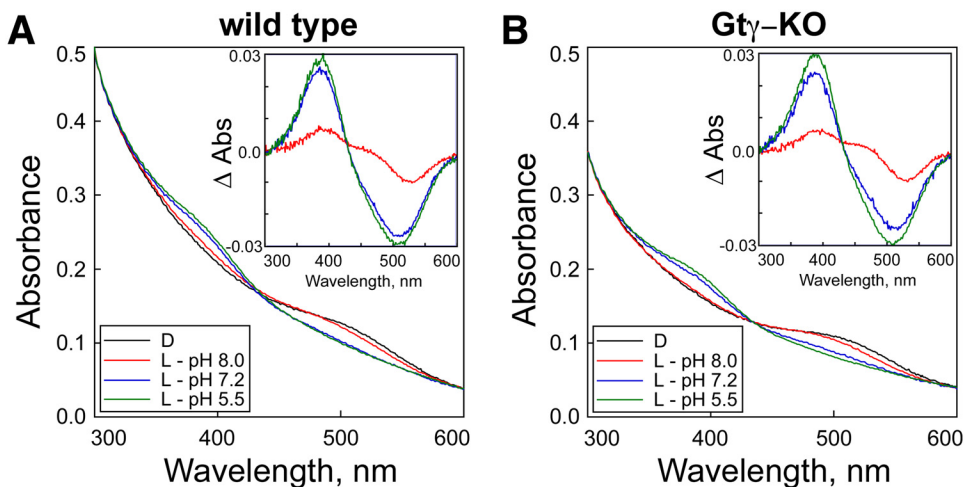 A wild type
0.5
0.4
0.3
0.2
0.1
0.0
Absorbance
300 400 500 600
Wavelength, nm
0.03
0.0
-0.03
Δ Abs
300 400 500 600
Wavelength, nm
D
L - pH 8.0
L - pH 7.2
L - pH 5.5
B Gtγ–KO
0.5
0.4
0.3
0.2
0.1
0.0
Absorbance
300 400 500 600
Wavelength, nm
0.03
0.0
-0.03
Δ Abs
300 400 500 600
Wavelength, nm
D
L - pH 8.0
L - pH 7.2
L - pH 5.5